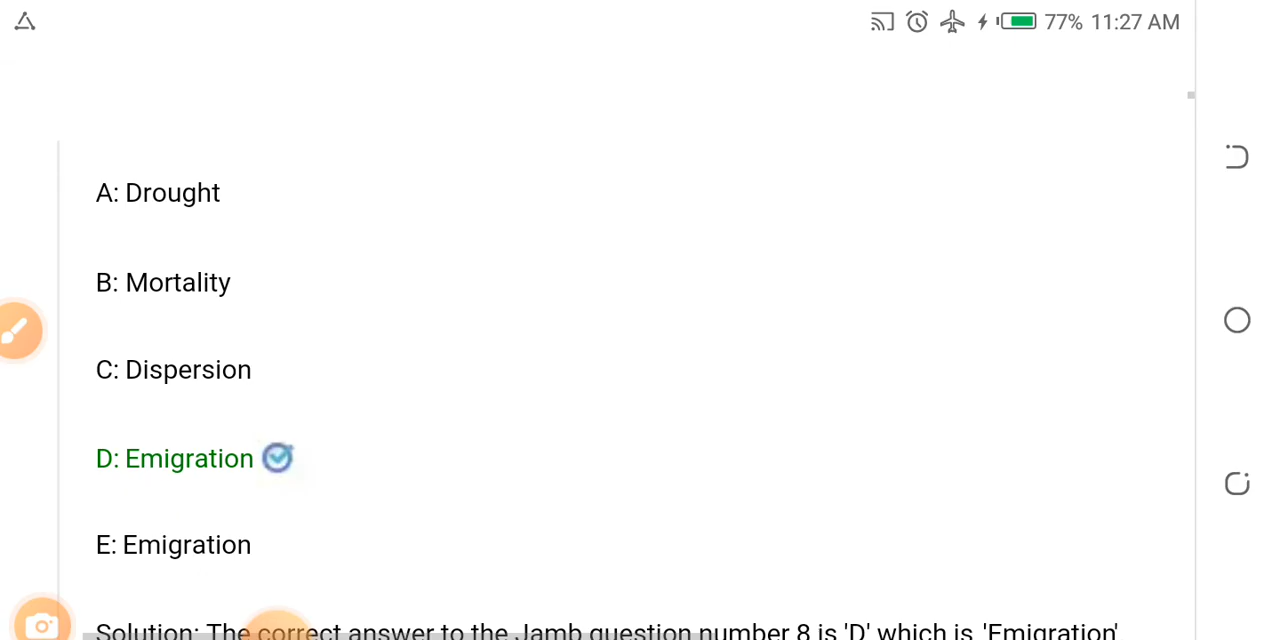 77% 11:27 AM
A: Drought
B: Mortality
C: Dispersion
D: Emigration
E: Emigration
Solution: The correct answer to the Jamb question number 8 is 'D' which is 'Emigration'